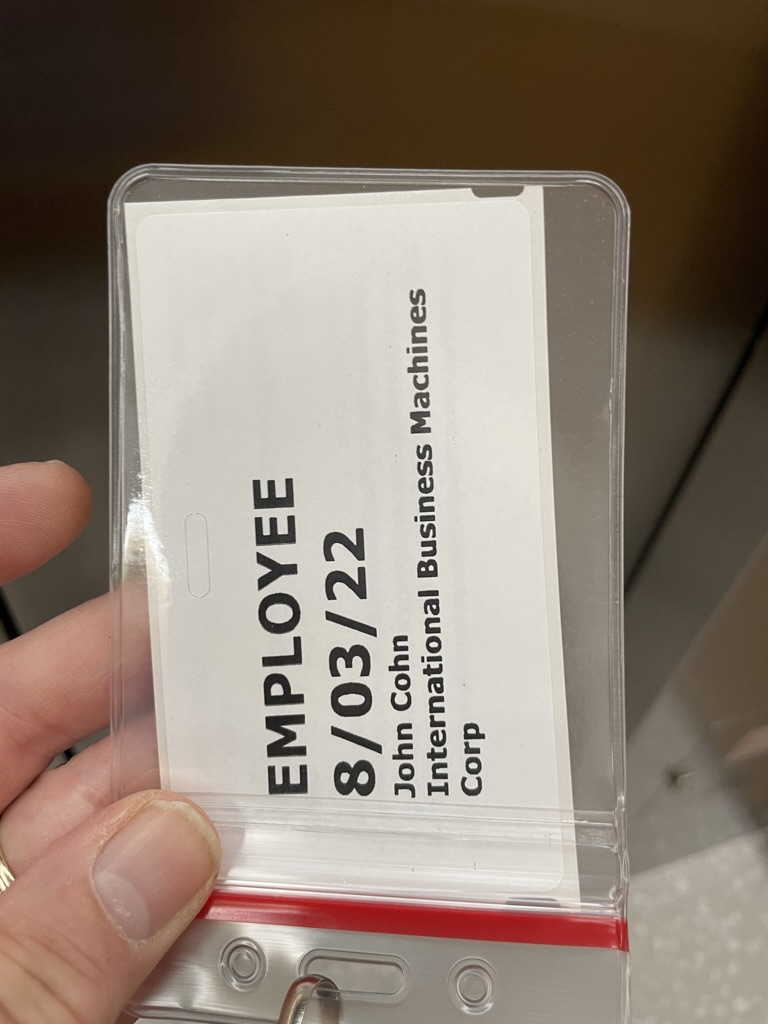 EMPLOYEE
8/03/22
John Cohn
International Business Machines
Corp